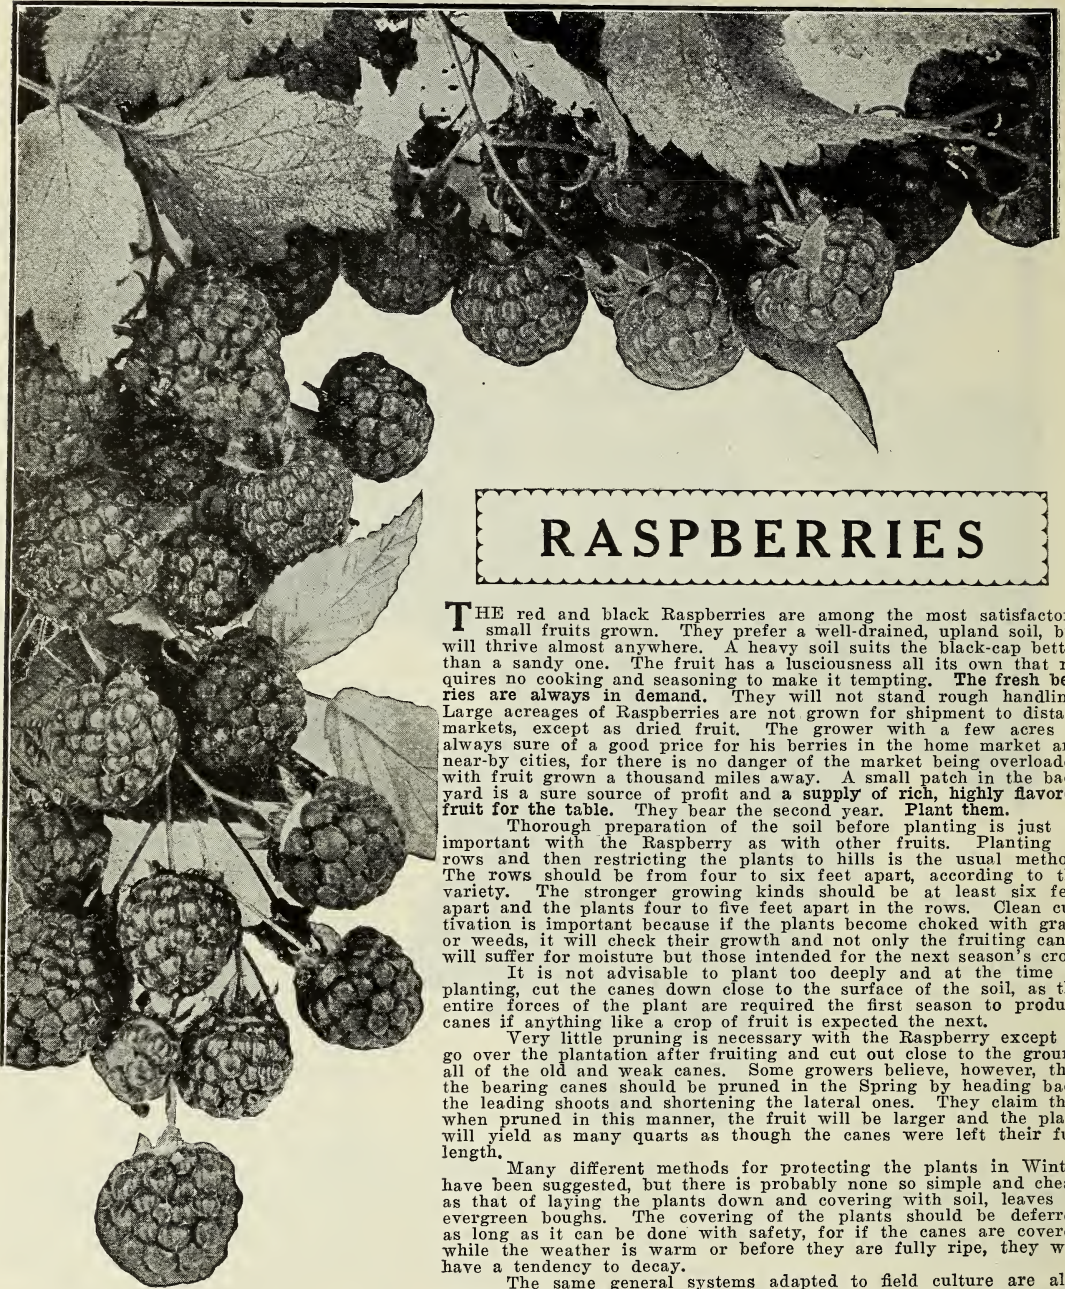 RASPBERRIES
THE red and black Raspberries are among the most satisfacto
small fruits grown. They prefer a well-drained, upland soil, b
will thrive almost anywhere. A heavy soil suits the black-cap bett
than a sandy one. The fruit has a lusciousness all its own that r
quires no cooking and seasoning to make it tempting. The fresh be
ries are always in demand. They will not stand rough handlin
Large acreages of Raspberries are not grown for shipment to dista
markets, except as dried fruit. The grower with a few acres
always sure of a good price for his berries in the home market a
near-by cities, for there is no danger of the market being overload
with fruit grown a thousand miles away. A small patch in the ba
yard is a sure source of profit and a supply of rich, highly flavor
fruit for the table. They bear the second year. Plant them.
Thorough preparation of the soil before planting is just
important with the Raspberry as with other fruits. Planting
rows and then restricting the plants to hills is the usual metho
The rows should be from four to six feet apart, according to t
variety. The stronger growing kinds should be at least six fe
apart and the plants four to five feet apart in the rows. Clean cu
tivation is important because if the plants become choked with gra
or weeds, it will check their growth and not only the fruiting can
will suffer for moisture but those intended for the next season's cro
It is not advisable to plant too deeply and at the time
planting, cut the canes down close to the surface of the soil, as t
entire forces of the plant are required the first season to produ
canes if anything like a crop of fruit is expected the next.
Very little pruning is necessary with the Raspberry except
go over the plantation after fruiting and cut out close to the groun
all of the old and weak canes. Some growers believe, however, th
the bearing canes should be pruned in the Spring by heading ba
the leading shoots and shortening the lateral ones. They claim th
when pruned in this manner, the fruit will be larger and the pla
will yield as many quarts as though the canes were left their fu
length.
Many different methods for protecting the plants in Wint
have been suggested, but there is probably none so simple and che
as that of laying the plants down and covering with soil, leaves
evergreen boughs. The covering of the plants should be deferr
as long as it can be done with safety, for if the canes are cover
while the weather is warm or before they are fully ripe, they w
have a tendency to decay.
The same general systems adapted to field culture are al